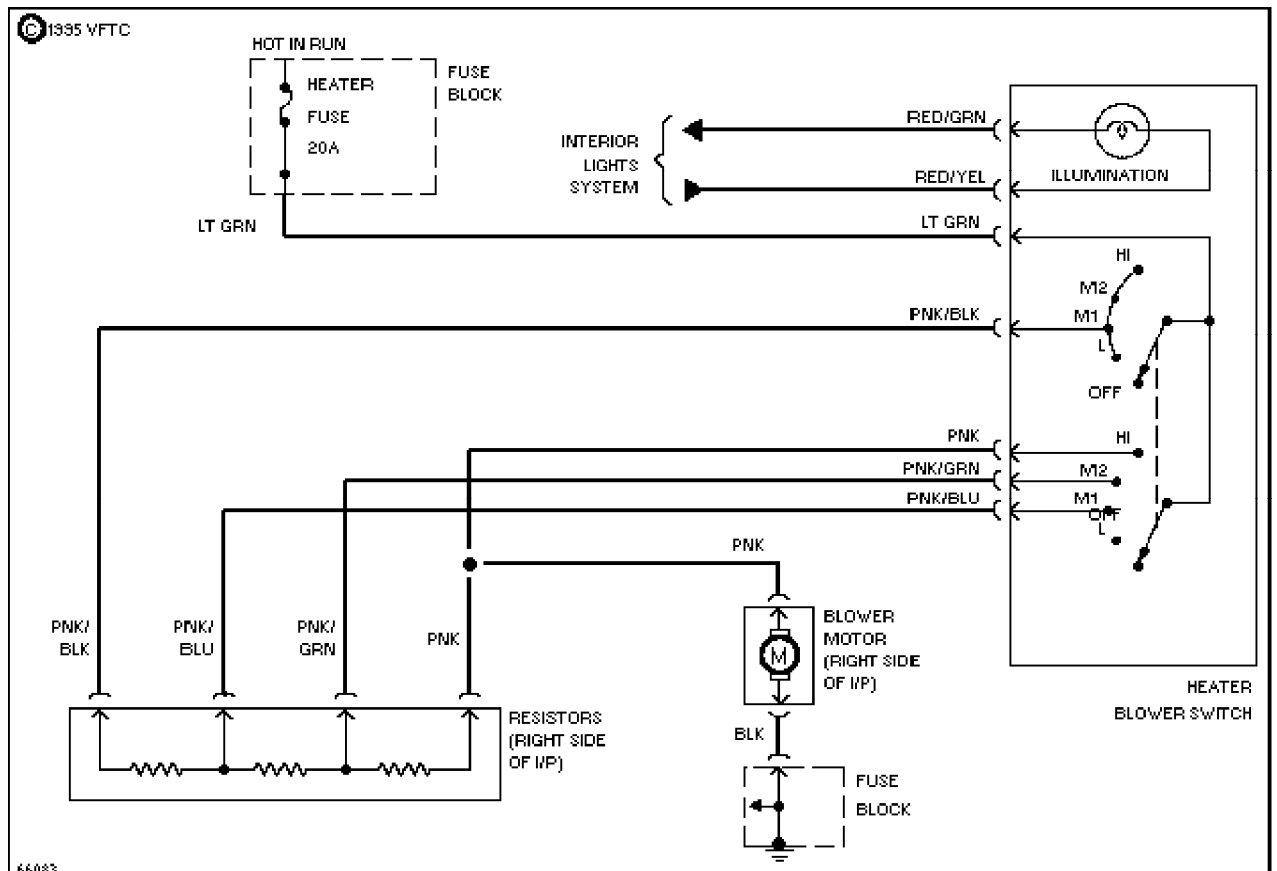 © 1995 VFTC
HOT IN RUN
HEATER
FUSE
20A
FUSE
BLOCK
LT GRN
INTERIOR
LIGHTS
SYSTEM
RED/GRN
RED/YEL
LT GRN
ILLUMINATION
HI
M2
M1
L
OFF
PNK/BLK
PNK
PNK/GRN
PNK/BLU
HI
M2
M1
OFF
L
PNK
PNK/
BLK
PNK/
BLU
PNK/
GRN
PNK
BLOWER
MOTOR
(RIGHT SIDE
OF I/P)
M
HEATER
BLOWER SWITCH
RESISTORS
(RIGHT SIDE
OF I/P)
BLK
FUSE
BLOCK